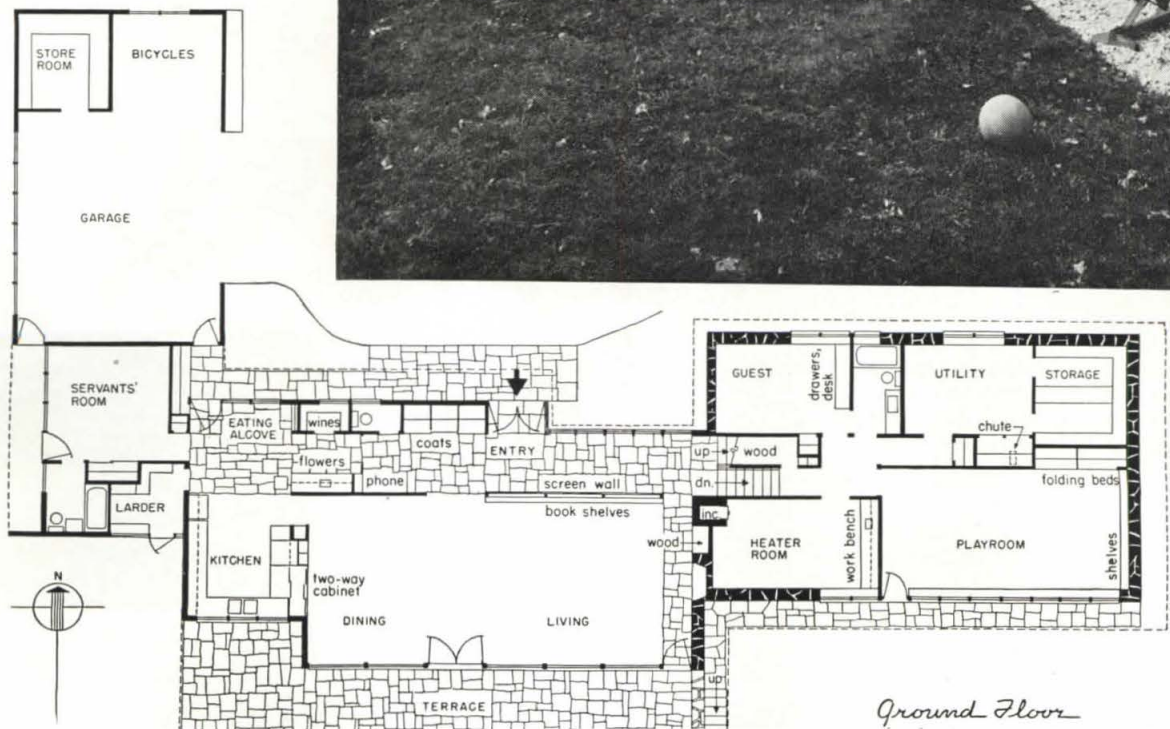 STORE
ROOM
BICYCLES
GARAGE
SERVANTS'
ROOM
EATING
ALCOVE
wines
flowers
coats
phone
ENTRY
screen wall
book shelves
LARDER
KITCHEN
two-way
cabinet
DINING
LIVING
TERRACE
N
GUEST
drawers,
desk
UTILITY
STORAGE
chute
up
wood
dn.
folding beds
inc.
wood
HEATER
ROOM
work bench
PLAYROOM
shelves
up
Ground Floor